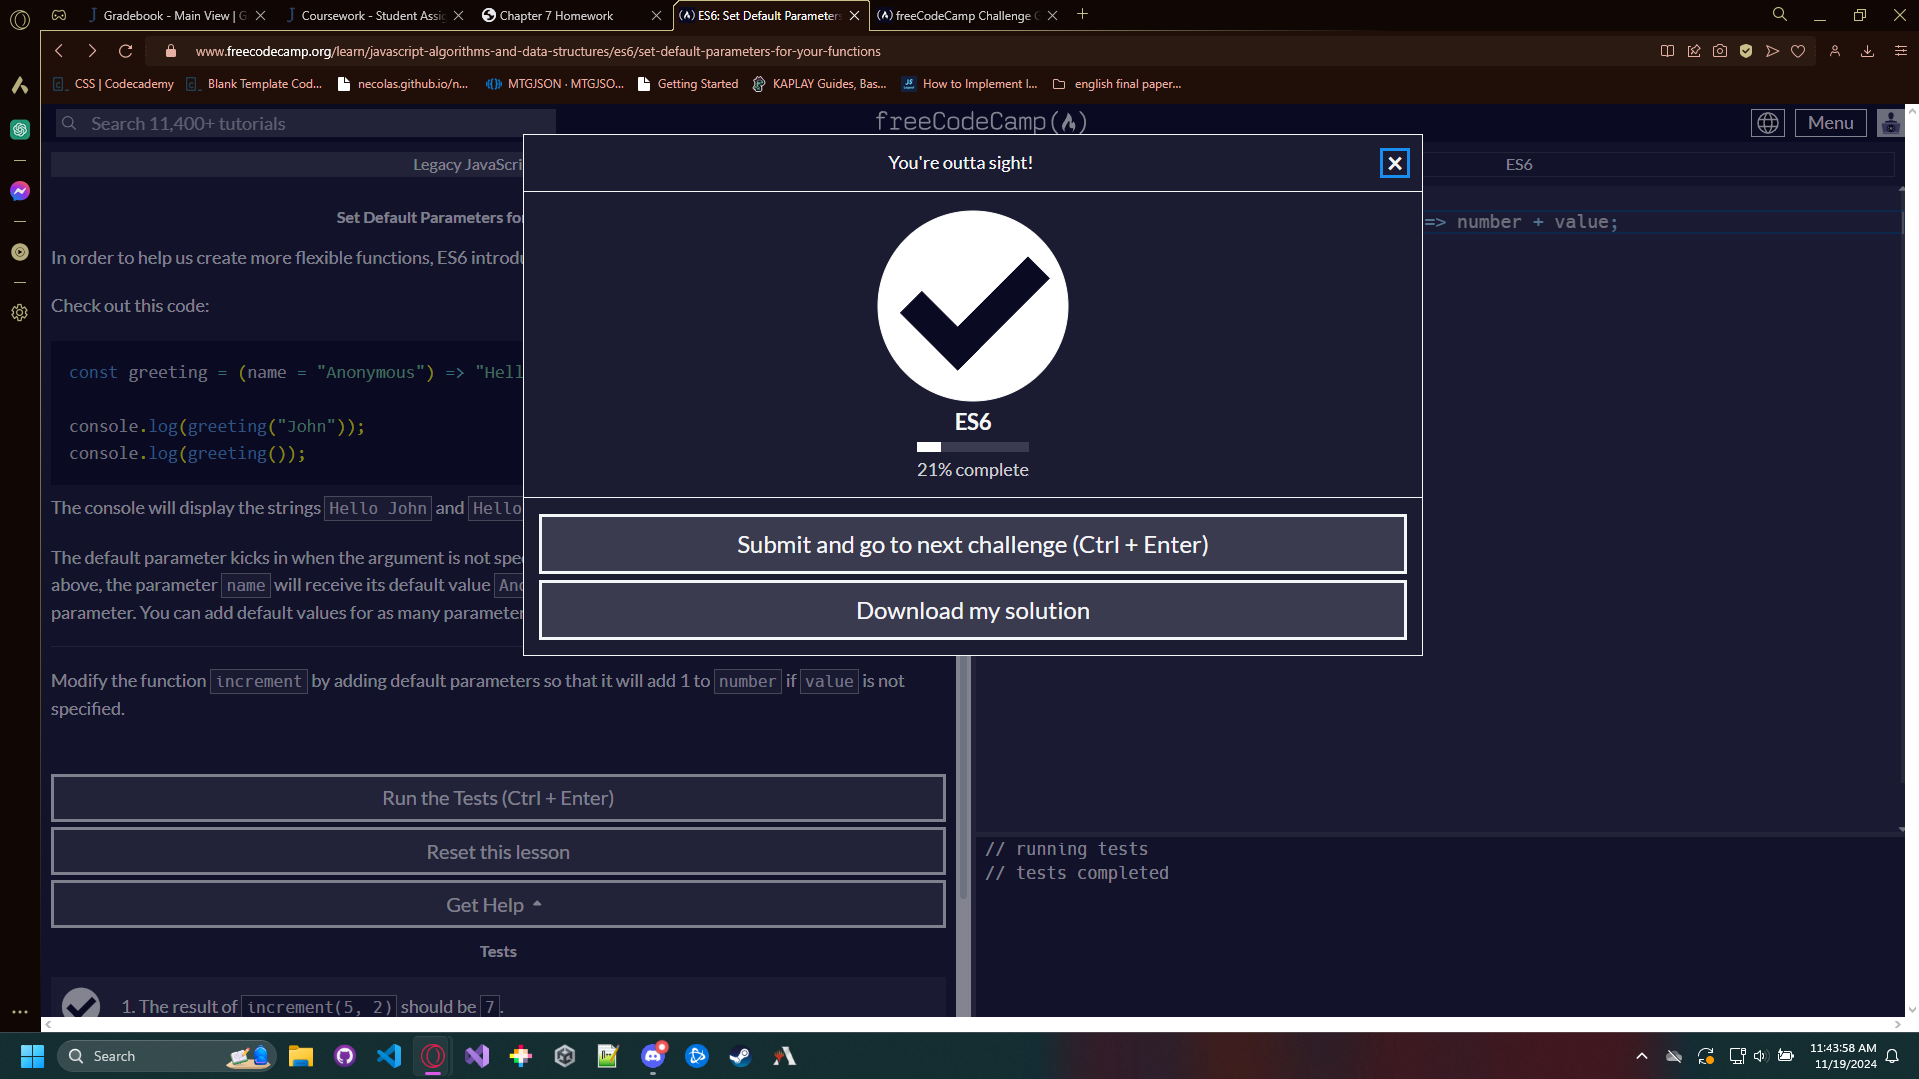 Gradebook - Main View | G
Coursework - Student Assig
Chapter 7 Homework
ES6: Set Default Parameters
freeCodeCamp Challenge G
www.freecodecamp.org/learn/javascript-algorithms-and-data-structures/es6/set-default-parameters-for-your-functions
CSS | Codecademy
Blank Template Cod...
necolas.github.io/n...
MTGJSON · MTGJSO...
Getting Started
KAPLAY Guides, Bas...
How to Implement I...
english final paper...
Search 11,400+ tutorials
freeCodeCamp
Menu
Legacy JavaScri
ES6
You're outta sight!
Set Default Parameters fo
=> number + value;
In order to help us create more flexible functions, ES6 introdu
Check out this code:
const greeting = (name = "Anonymous") => "Hell
console.log(greeting("John"));
console.log(greeting());
ES6
21% complete
The console will display the strings Hello John and Hello
Submit and go to next challenge (Ctrl + Enter)
The default parameter kicks in when the argument is not spec
above, the parameter name will receive its default value Ano
parameter. You can add default values for as many parameter
Download my solution
Modify the function increment by adding default parameters so that it will add 1 to number if value is not
specified.
Run the Tests (Ctrl + Enter)
Reset this lesson
Get Help
Tests
1. The result of increment(5, 2) should be 7.
// running tests
// tests completed
Search
11:43:58 AM
11/19/2024